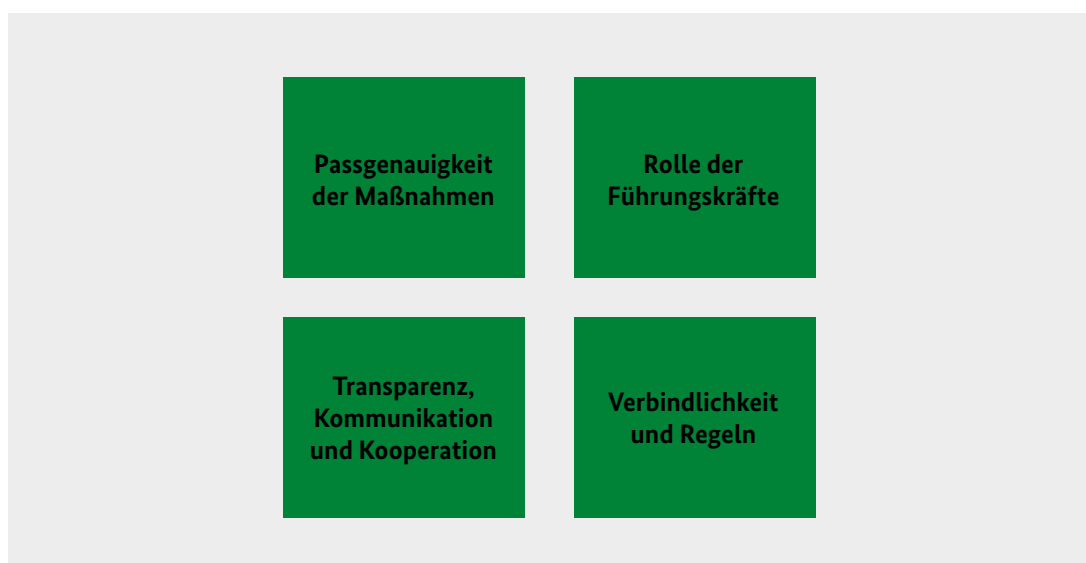 Passgenauigkeit
der Maßnahmen
Rolle der
Führungskräfte
Transparenz,
Kommunikation
und Kooperation
Verbindlichkeit
und Regeln